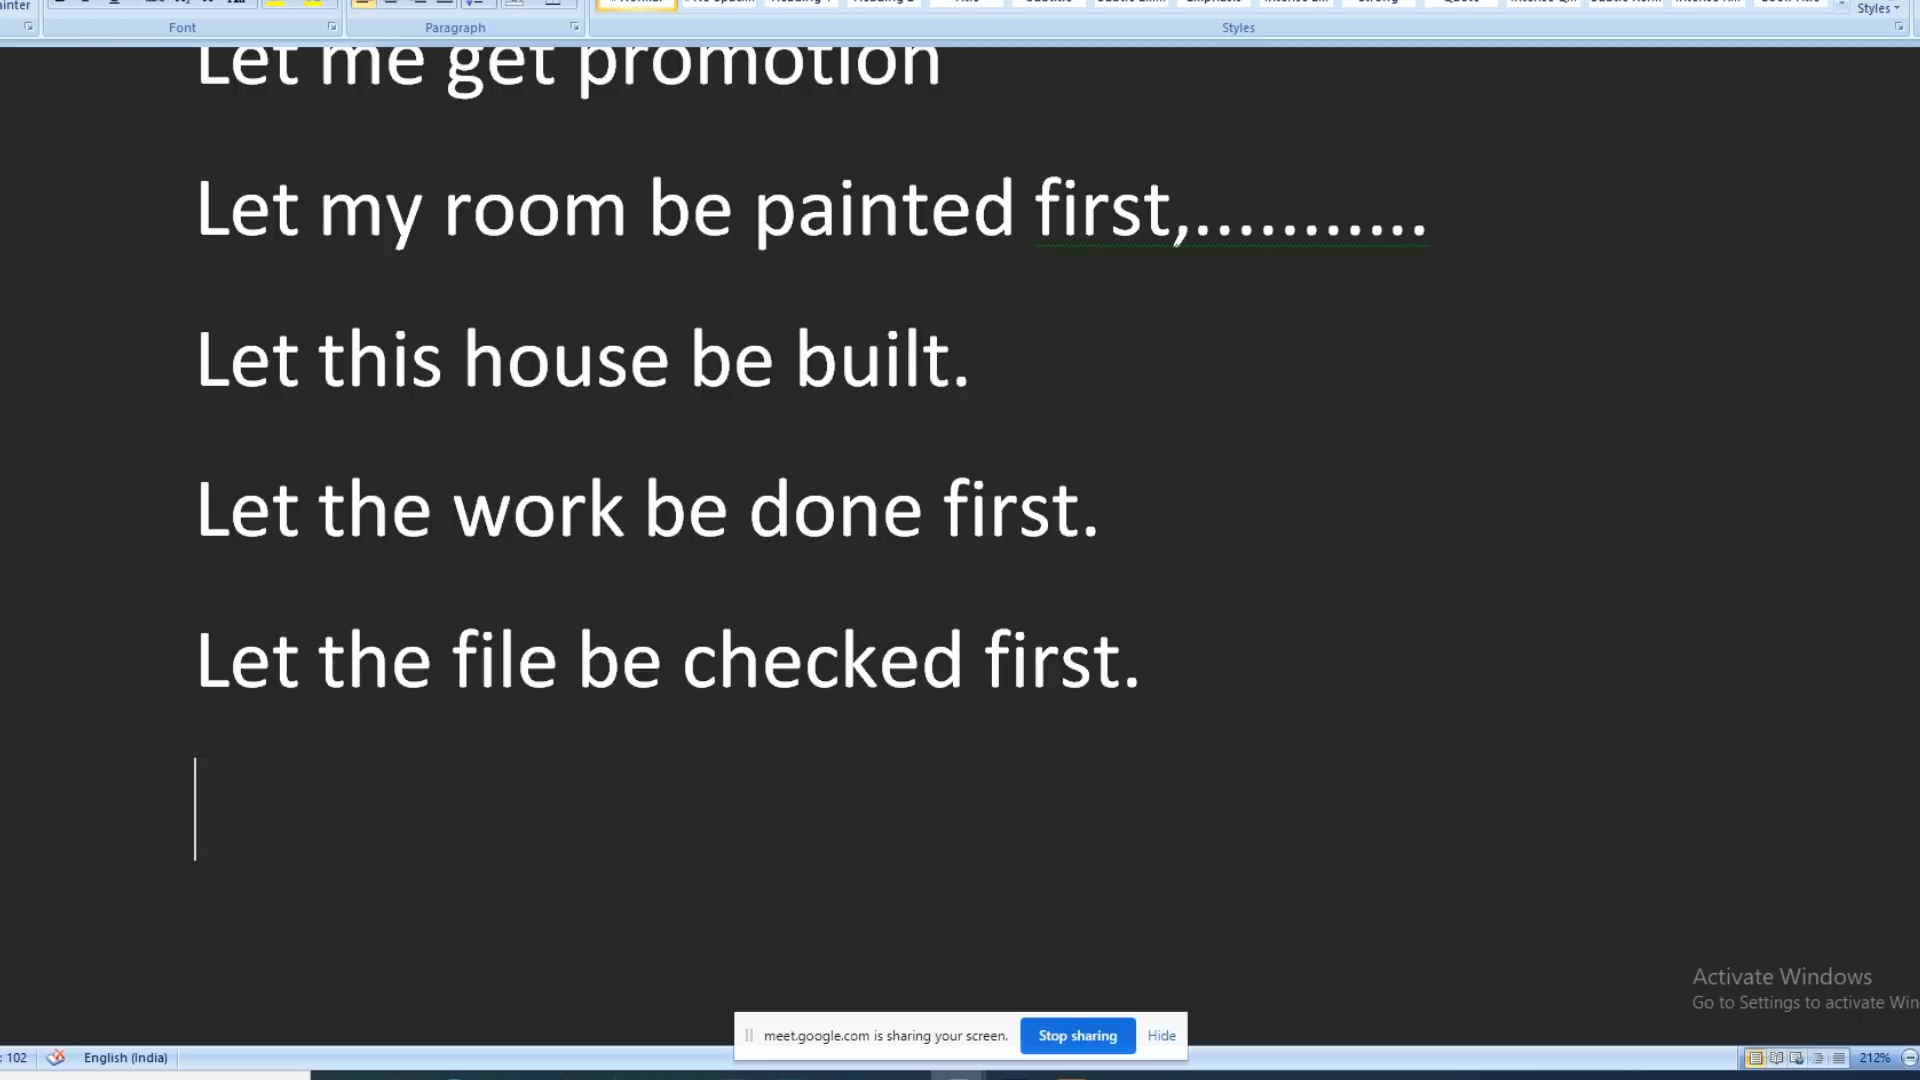 ainter
Font
Paragraph
Styles
Styles
Let me get promotion
Let my room be painted first,...........
Let this house be built.
Let the work be done first.
Let the file be checked first.
Activate Windows
Go to Settings to activate Win
meet.google.com is sharing your screen.
Stop sharing
Hide
: 102
English (India)
212%